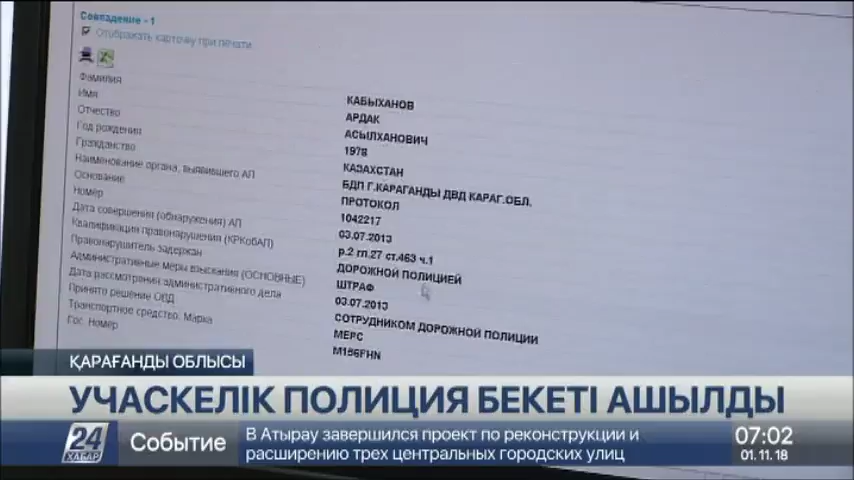 Совпадение - 1
Отображать карточку при печати
Фамилия
КАБЫХАНОВ
Имя
АРДАК
Отчество
АСЫЛХАНОВИЧ
Год рождения
1978
Гражданство
КАЗАХСТАН
Наименование органа, выявившего АП
БДП Г.КАРАГАНДЫ ДВД КАРАГ.ОБЛ.
Основание
ПРОТОКОЛ
Номер
1042217
Дата совершения (обнаружения) АП
03.07.2013
Квалификация правонарушения (КРКобАП)
р.2 гл.27 ст.463 ч.1
Правонарушитель задержан
ДОРОЖНОЙ ПОЛИЦИЕЙ
Административные меры взыскания (ОСНОВНЫЕ)
ШТРАФ
Дата рассмотрения административного дела
03.07.2013
Принято решение ОВД
СОТРУДНИКОМ ДОРОЖНОЙ ПОЛИЦИИ
Транспортное средство. Марка
МЕРС
Гос. Номер
M156FHN
ҚАРАҒАНДЫ ОБЛЫСЫ
УЧАСКЕЛІК ПОЛИЦИЯ БЕКЕТІ АШЫЛДЫ
24
ХАБАР
Событие
В Атырау завершился проект по реконструкции и
расширению трех центральных городских улиц
07:02
01.11.18